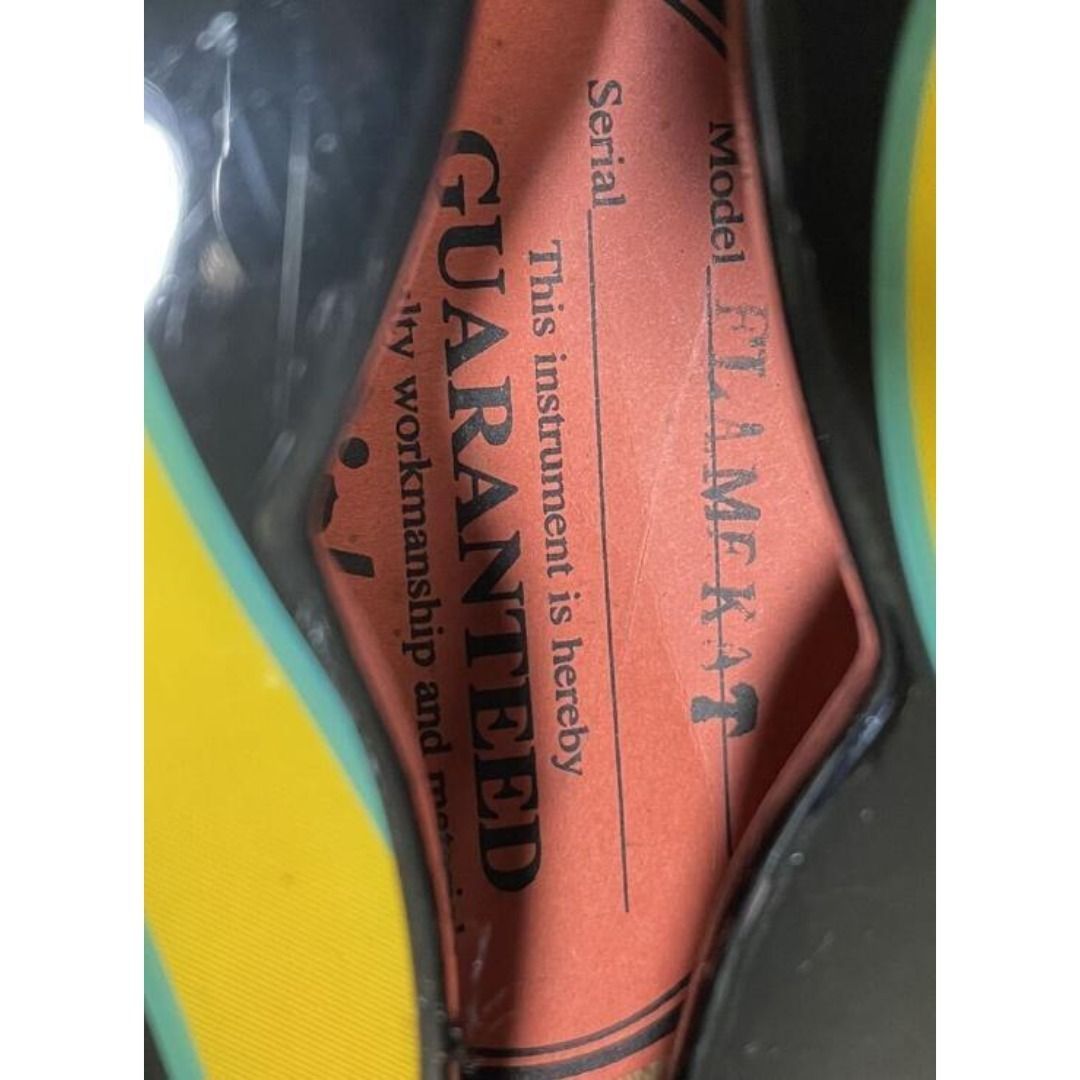 Model FLAMEKAT
Serial
This instrument is hereby
GUARANTEED
workmanship and